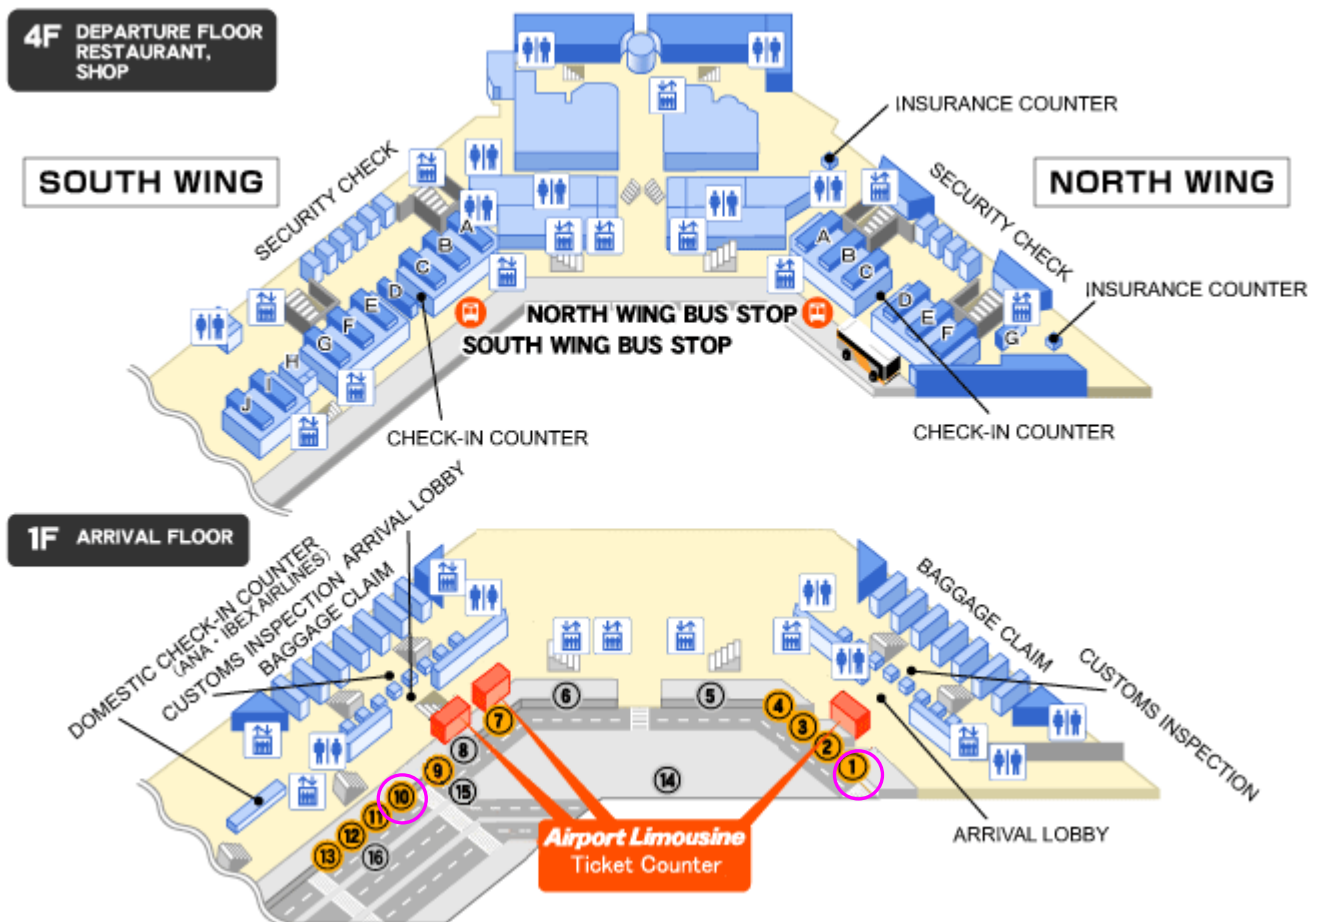 4F DEPARTURE FLOOR
RESTAURANT,
SHOP
SOUTH WING
NORTH WING
INSURANCE COUNTER
SECURITY CHECK
SECURITY CHECK
INSURANCE COUNTER
A
B
C
D
E
F
G
H
I
J
A
B
C
D
E
F
G
NORTH WING BUS STOP
SOUTH WING BUS STOP
CHECK-IN COUNTER
CHECK-IN COUNTER
1F ARRIVAL FLOOR
DOMESTIC CHECK-IN COUNTER
(ANA * IBEX AIRLINES)
CUSTOMS INSPECTION
ARRIVAL LOBBY
BAGGAGE CLAIM
BAGGAGE CLAIM
CUSTOMS INSPECTION
ARRIVAL LOBBY
6
5
4
3
2
1
7
8
9
10
11
12
13
14
15
16
Airport Limousine
Ticket Counter